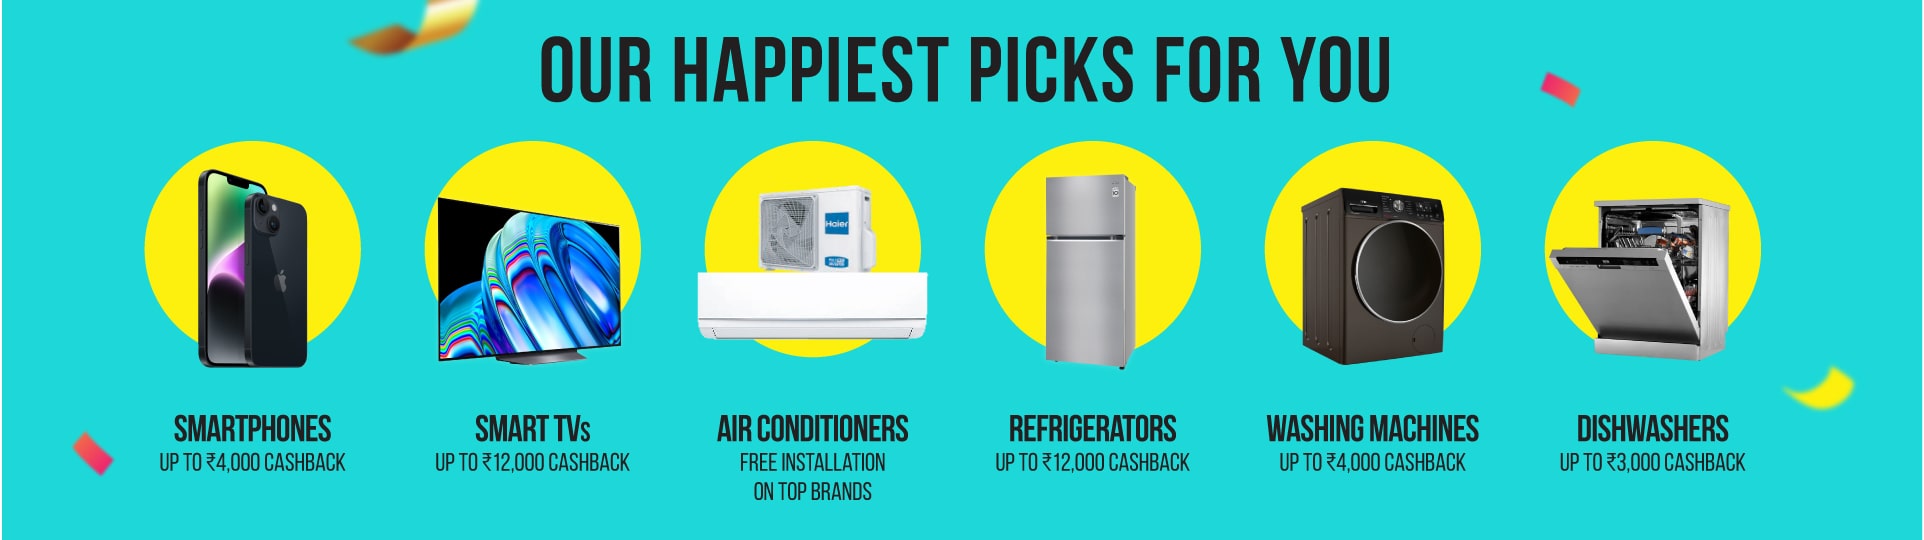 OUR HAPPIEST PICKS FOR YOU
Haier
SMARTPHONES
UP TO ₹4,000 CASHBACK
SMART TVs
UP TO ₹12,000 CASHBACK
AIR CONDITIONERS
FREE INSTALLATION
ON TOP BRANDS
REFRIGERATORS
UP TO ₹12,000 CASHBACK
WASHING MACHINES
UP TO ₹4,000 CASHBACK
DISHWASHERS
UP TO ₹3,000 CASHBACK